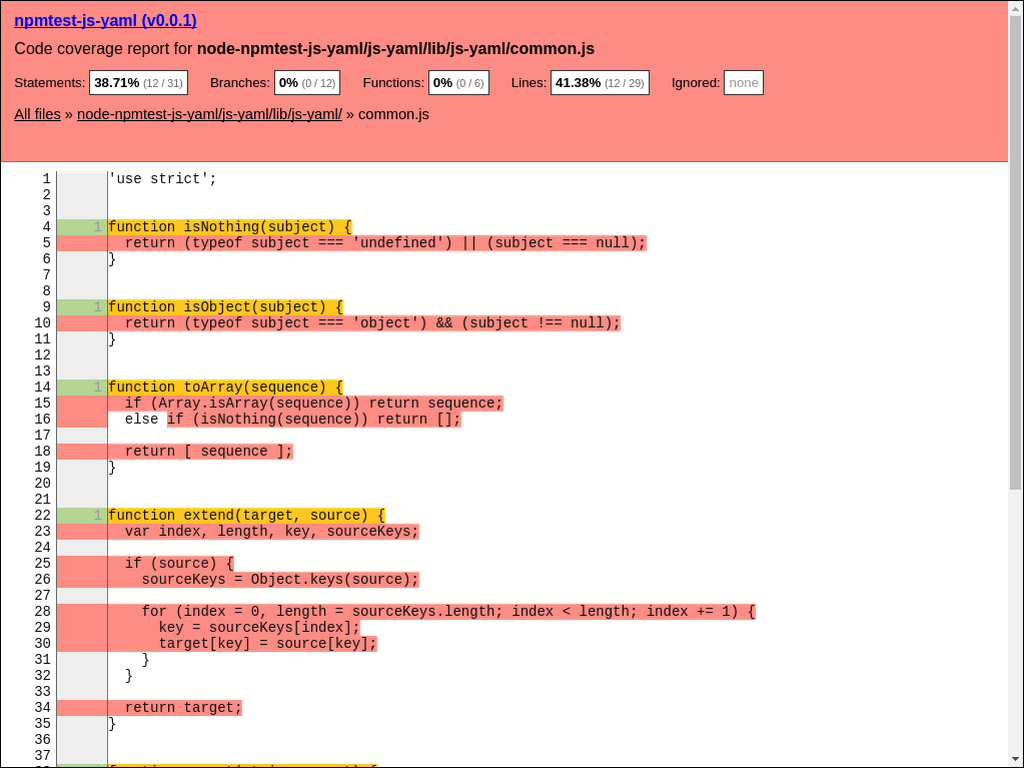 npmtest-js-yaml (v0.0.1)
Code coverage report for node-npmtest-js-yaml/js-yaml/lib/js-yaml/common.js
Statements: 38.71% (12 / 31) Branches: 0% (0 / 12) Functions: 0% (0 / 6) Lines: 41.38% (12 / 29) Ignored: none
All files » node-npmtest-js-yaml/js-yaml/lib/js-yaml/ » common.js
1 'use strict';
2
3
4 1 function isNothing(subject) {
5 return (typeof subject === 'undefined') || (subject === null);
6 }
7
8
9 1 function isObject(subject) {
10 return (typeof subject === 'object') && (subject !== null);
11 }
12
13
14 1 function toArray(sequence) {
15 if (Array.isArray(sequence)) return sequence;
16 else if (isNothing(sequence)) return [];
17
18 return [ sequence ];
19 }
20
21
22 1 function extend(target, source) {
23 var index, length, key, sourceKeys;
24
25 if (source) {
26 sourceKeys = Object.keys(source);
27
28 for (index = 0, length = sourceKeys.length; index < length; index += 1) {
29 key = sourceKeys[index];
30 target[key] = source[key];
31 }
32 }
33
34 return target;
35 }
36
37